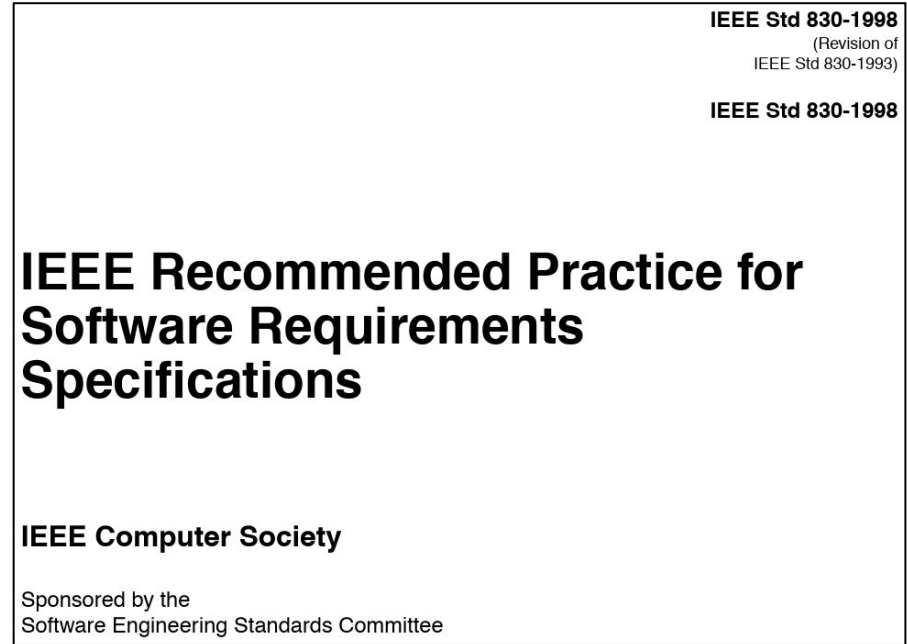 IEEE Std 830-1998
(Revision of
IEEE Std 830-1993)
IEEE Std 830-1998
IEEE Recommended Practice for
Software Requirements
Specifications
IEEE Computer Society
Sponsored by the
Software Engineering Standards Committee